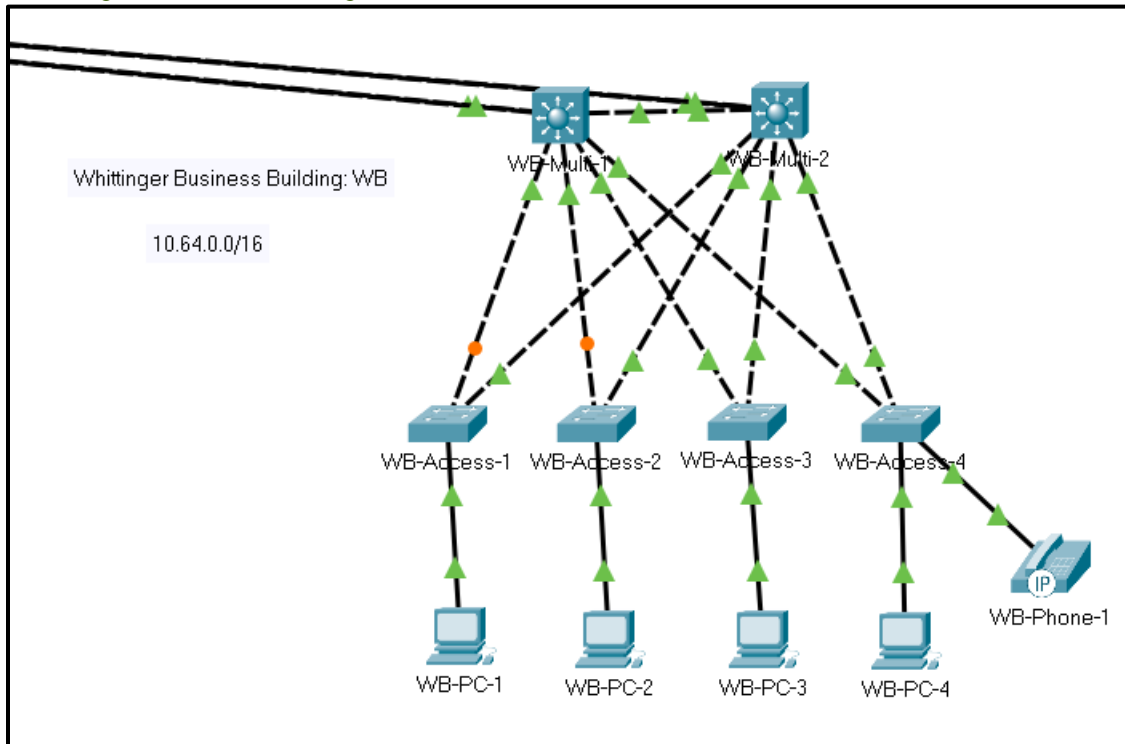 WB-Multi-1
WB-Multi-2
Whittinger Business Building: WB
10.64.0.0/16
WB-Access-1
WB-Access-2
WB-Access-3
WB-Access-4
IP
WB-Phone-1
WB-PC-1
WB-PC-2
WB-PC-3
WB-PC-4